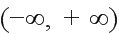 (−∞, + ∞)